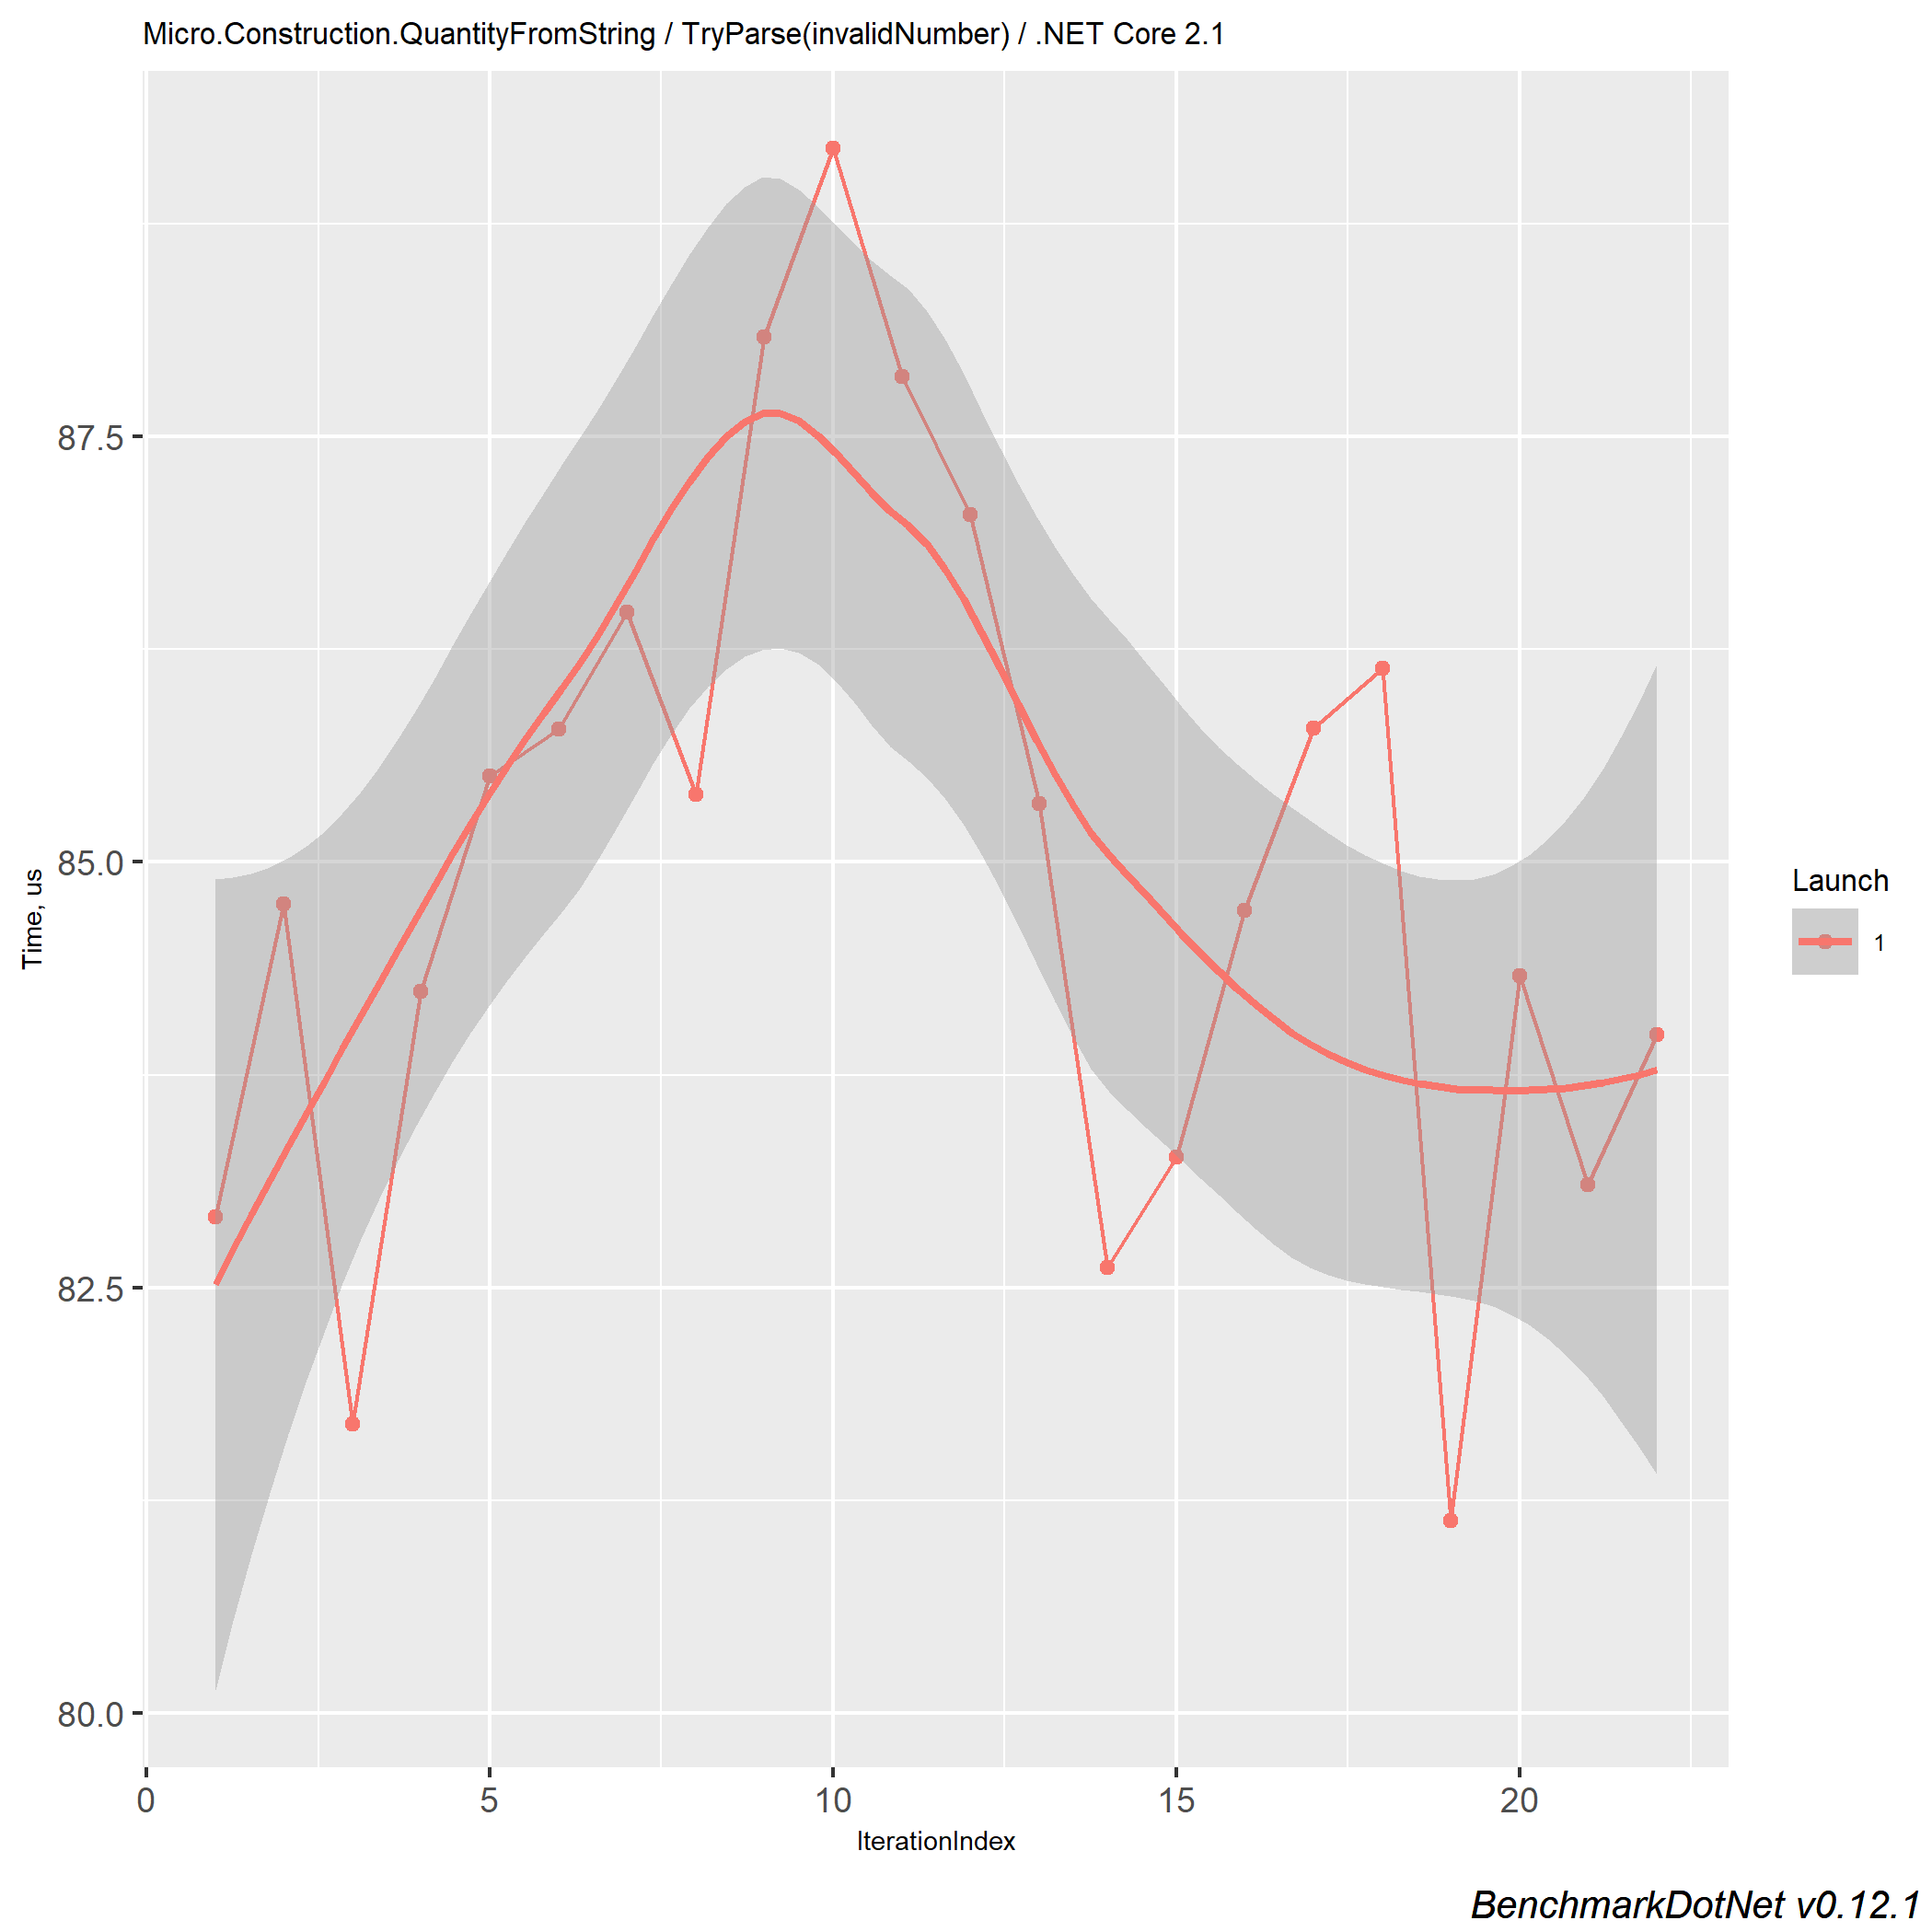 Micro.Construction.QuantityFromString / TryParse(invalidNumber) / .NET Core 2.1
87.5
85.0
82.5
80.0
Time, us
0 5 10 15 20
IterationIndex
Launch
1
BenchmarkDotNet v0.12.1